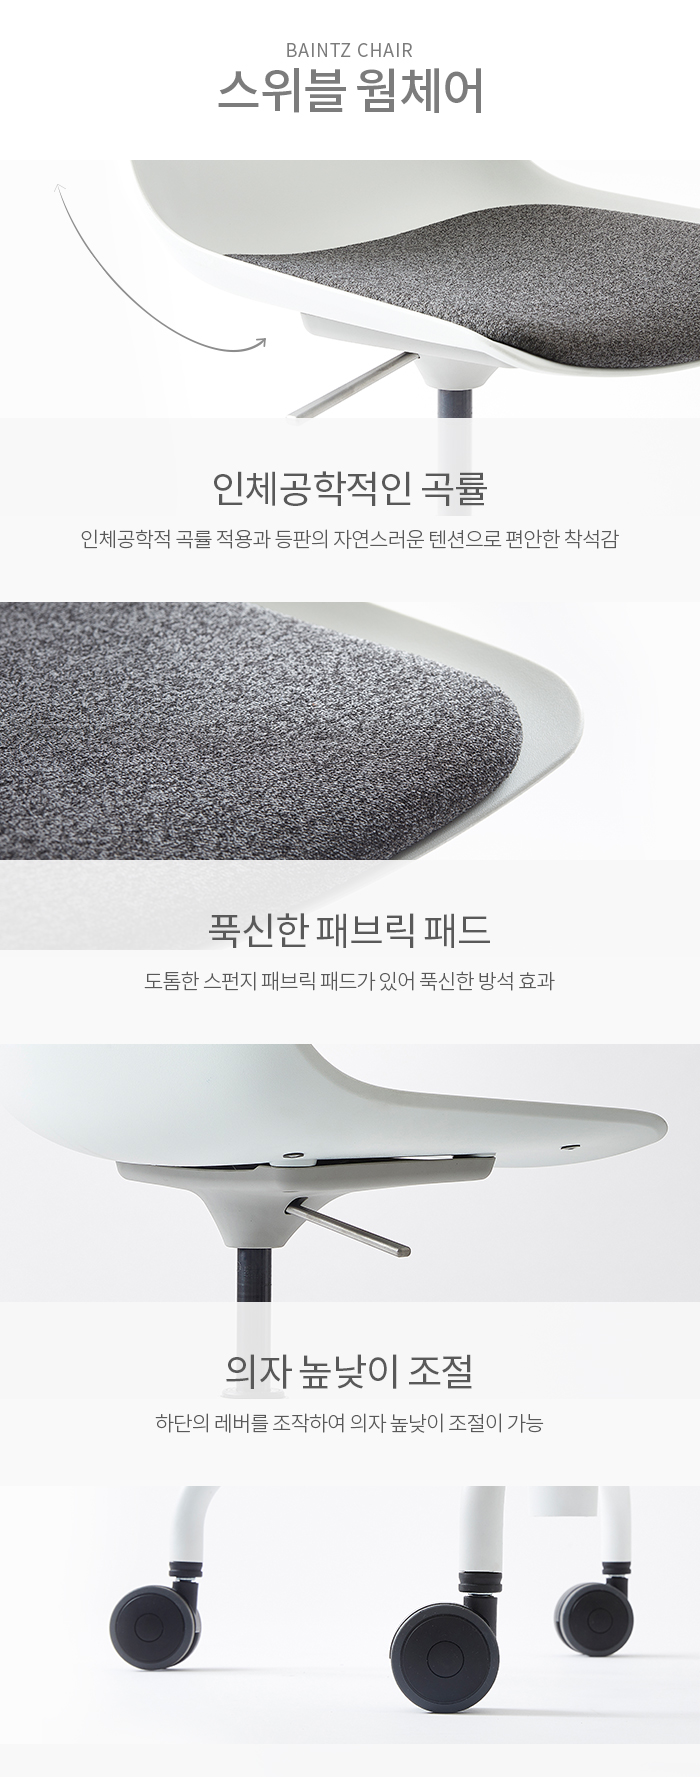 BAINTZ CHAIR
스위블 웜체어
인체공학적인 곡률
인체공학적 곡률 적용과 등판의 자연스러운 텐션으로 편안한 착석감
푹신한 패브릭 패드
도톰한 스펀지 패브릭 패드가 있어 푹신한 방석 효과
의자 높낮이 조절
하단의 레버를 조작하여 의자 높낮이 조절이 가능